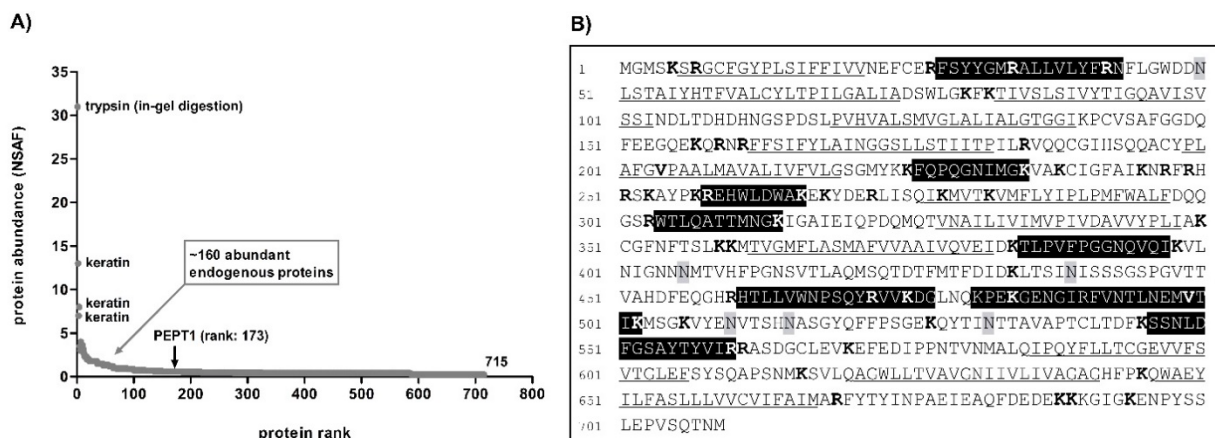 A)
35
30
25
20
15
10
5
0
protein abundance (NSAF)
trypsin (in-gel digestion)
keratin
keratin
keratin
~160 abundant
endogenous proteins
PEPT1 (rank: 173)
715
0 100 200 300 400 500 600 700 800
protein rank
B)
1 MGMSKSRGCFGYPLSIFFIVVNEFCERFSYYGMRALLVLYFRNFLGWDDN
51 LSTAIYHTFVALCYLTPILGALIADSWLGKFKTIVSLSIVYTIGQAVISV
101 SSINDLTDHDHNGSPDSLPVHVALSMVGLALIALGTGGIKPCVSAFGGDQ
151 FEEGQEKQRNRFFSIFYLAINGGSLLSTIITPILRVQQCGIHSQQACYPL
201 AFGVPAALMAVALIVFVLGSGMYKKFQPQGNIMGKVAKCIGFAIKNRFRH
251 RSKAYPKREHWLDWAKEKYDERLISQIKMVTKVMFLYIPLPMFWALFDQQ
301 GSRWTLQATTMNGKIGAIEIQPDQMQTVNAILIVIMVPIVDAVVYPLIAK
351 CGFNFTSLKKMTVGMFLASMAFVVAAIVQVEIDKTLPVFPGGNQVQIKVL
401 NIGNNNMTVHFPGNSVTLAQMSQTDTFMTFDIDKLTSINISSSGSPGVTT
451 VAHDFEQGHRHTLLVWNPSQYRVVKDGLNQKPEKGENGIRFVNTLNEMVT
501 IKMSGKVYENVTSHNASGYQFFPSGEKQYTINTTAVAPTCLTDFKSSNLD
551 FGSAYTYVIRRASDGCLEVKEFEDIPPNTVNMALQIPQYFLLTCGEVVFS
601 VTGLEFSYSQAPSNMKSVLQAGWLLTVAVGNIIVLIVAGAGHFPKQWAEY
651 ILFASLLLVVCVIFAIMARFYTYINPAEIEAQFDEDEKKKGIGKENPYSS
701 LEPVSQTNM